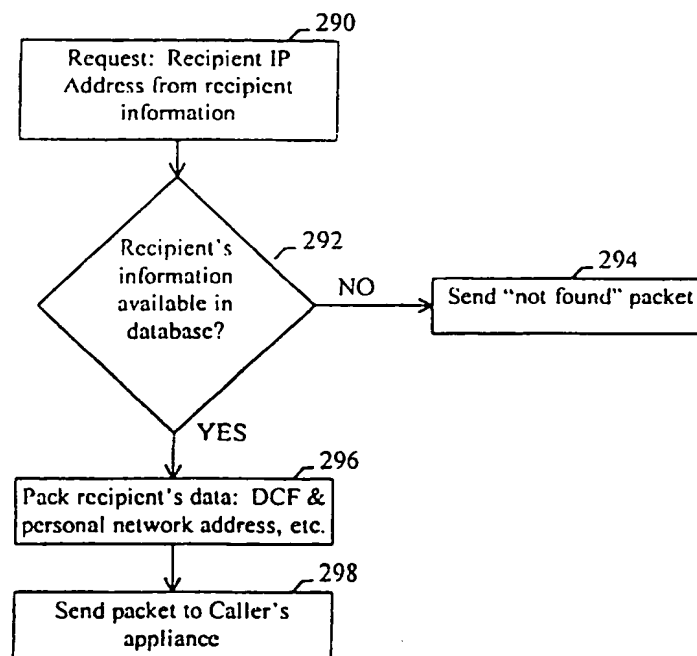 290
Request: Recipient IP
Address from recipient
information
292
Recipient's
information
available in
database?
NO
294
Send "not found" packet
YES
296
Pack recipient's data: DCF &
personal network address, etc.
298
Send packet to Caller's
appliance